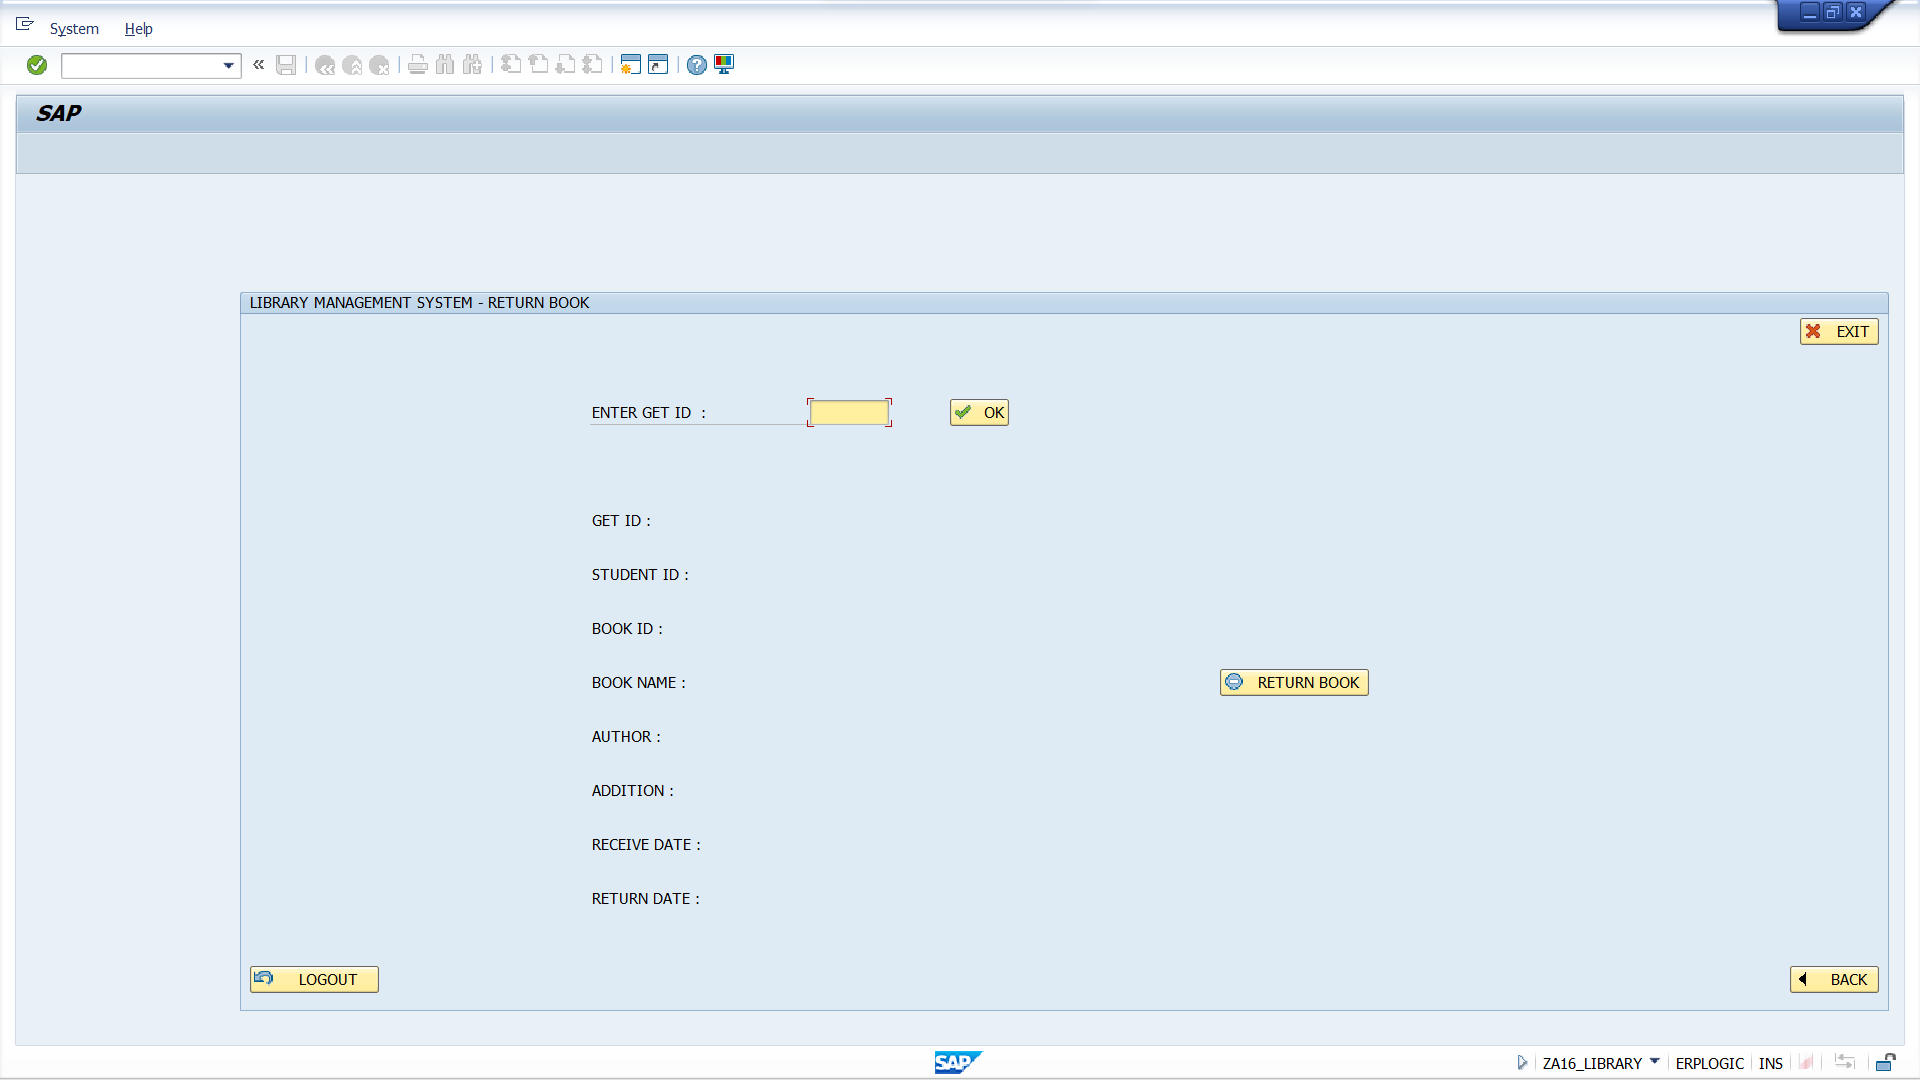 System Help
SAP
LIBRARY MANAGEMENT SYSTEM - RETURN BOOK
EXIT
ENTER GET ID :
OK
GET ID :
STUDENT ID :
BOOK ID :
BOOK NAME :
RETURN BOOK
AUTHOR :
ADDITION :
RECEIVE DATE :
RETURN DATE :
LOGOUT
BACK
SAP
ZA16_LIBRARY
ERPLOGIC
INS